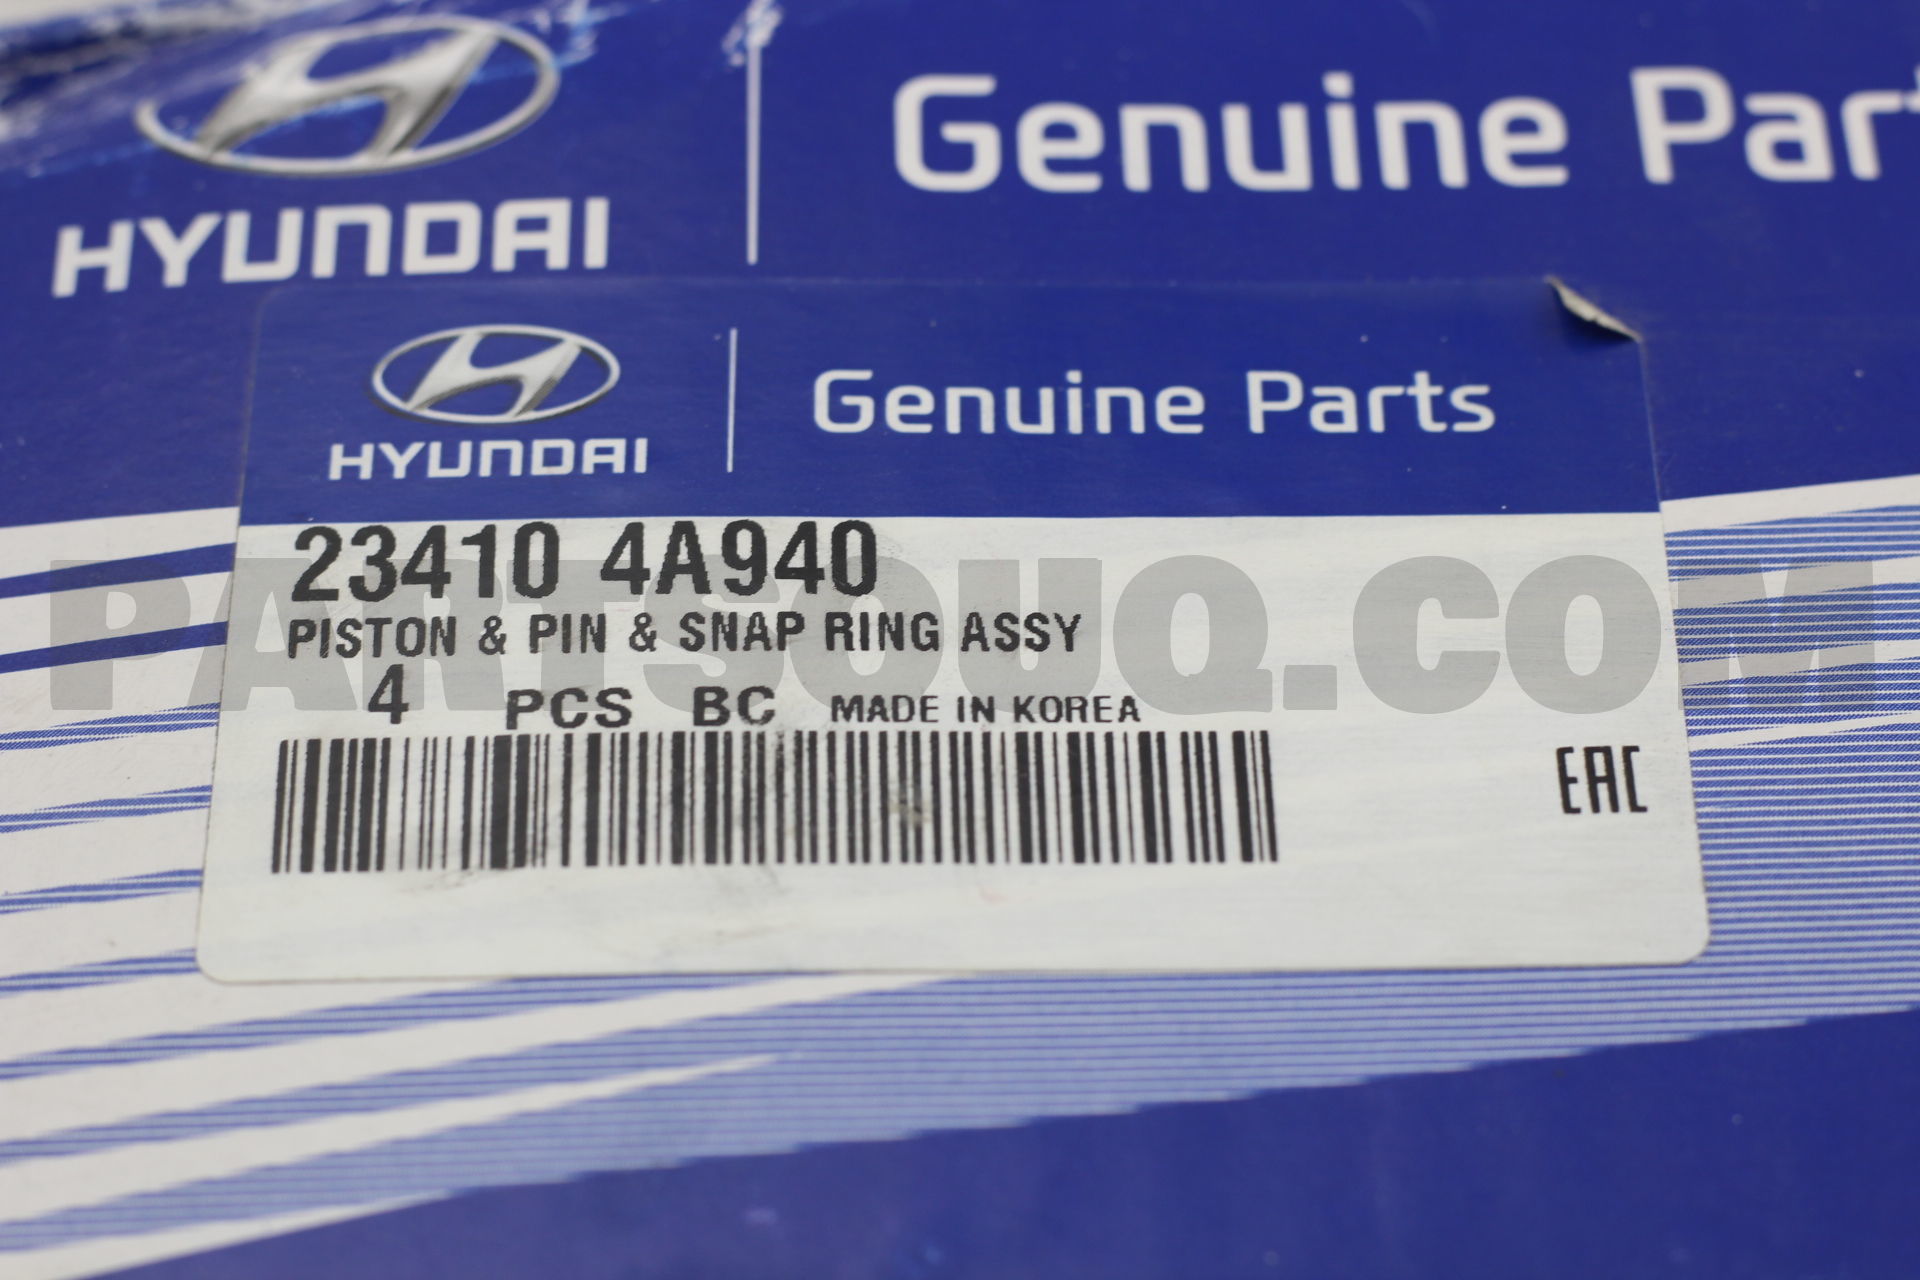 HYUNDAI
Genuine Par
HYUNDAI
Genuine Parts
23410 4A940
PISTON & PIN & SNAP RING ASSY
4 PCS BC MADE IN KOREA
EAC
PARTSOUQ.COM